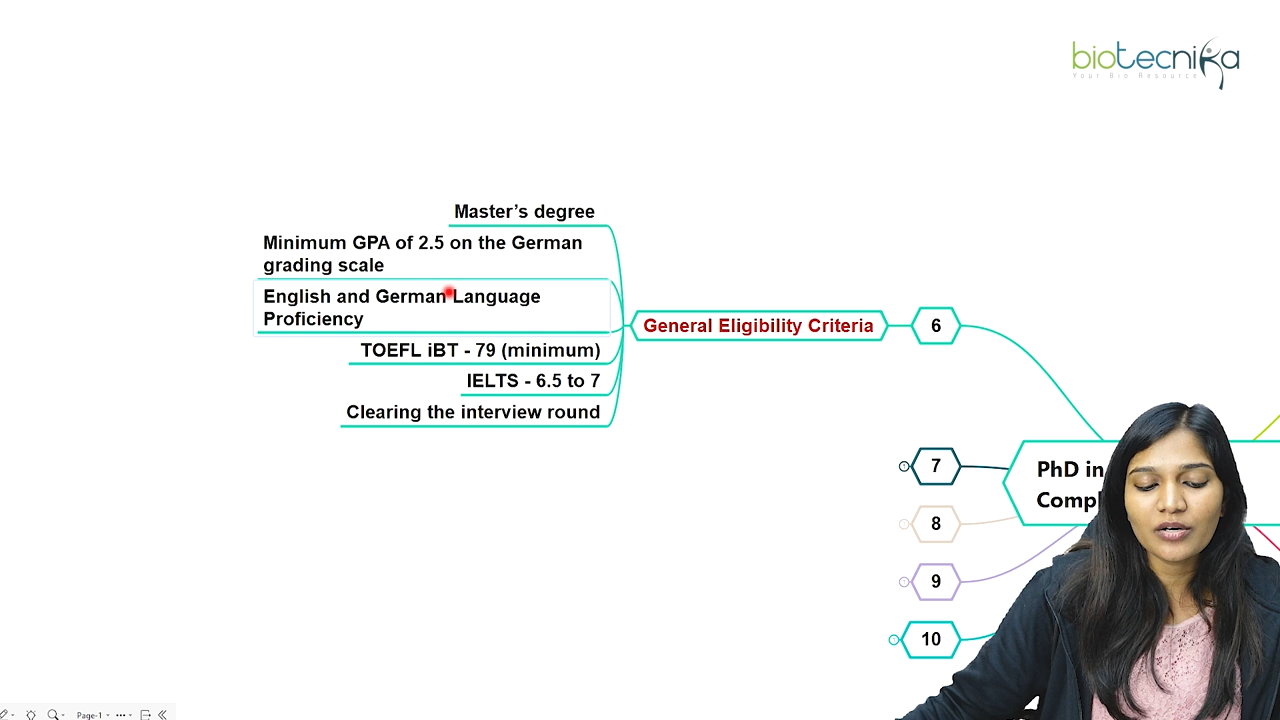 biotecnika
Your Bio Resource
Master’s degree
Minimum GPA of 2.5 on the German
grading scale
English and German Language
Proficiency
TOEFL iBT - 79 (minimum)
IELTS - 6.5 to 7
Clearing the interview round
General Eligibility Criteria
6
7
8
9
10
PhD in
Compl
Page-1